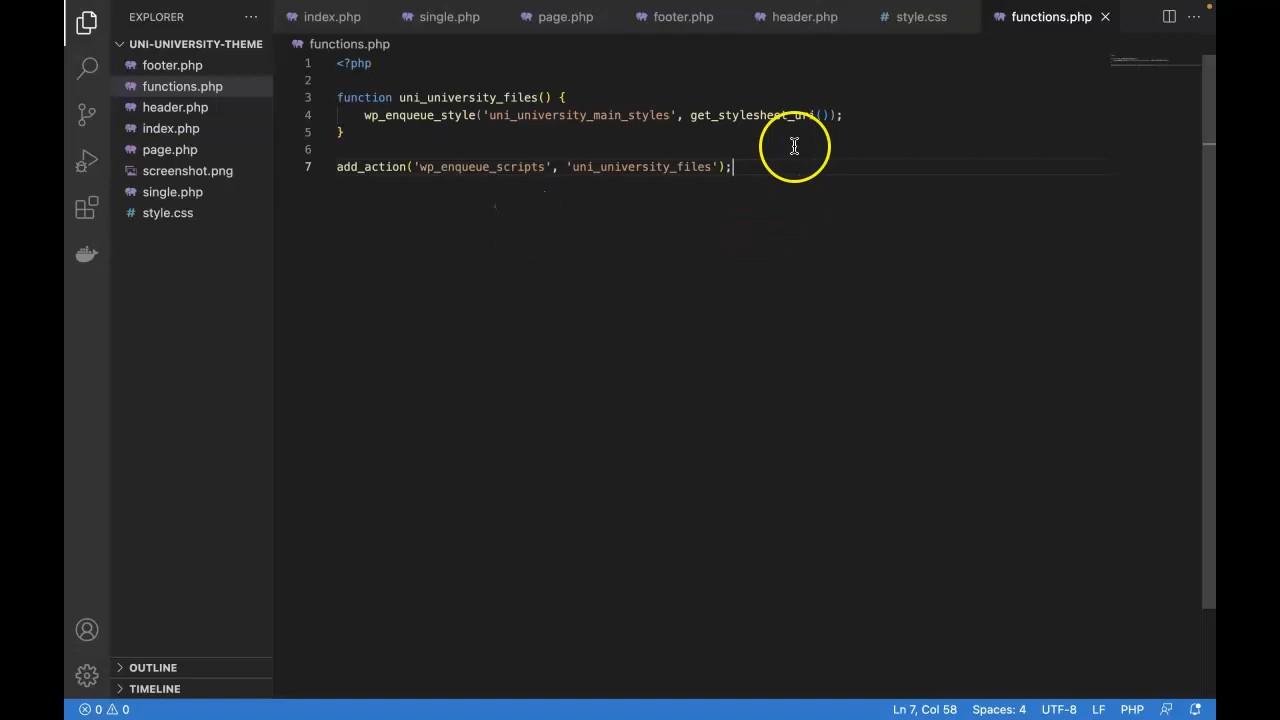 EXPLORER
index.php
single.php
page.php
footer.php
header.php
# style.css
functions.php
UNI-UNIVERSITY-THEME
footer.php
functions.php
header.php
index.php
page.php
screenshot.png
single.php
# style.css
functions.php
1 <?php
2
3 function uni_university_files() {
4 wp_enqueue_style('uni_university_main_styles', get_stylesheet_uri());
5 }
6
7 add_action('wp_enqueue_scripts', 'uni_university_files');
OUTLINE
TIMELINE
0 0
Ln 7, Col 58 Spaces: 4 UTF-8 LF PHP